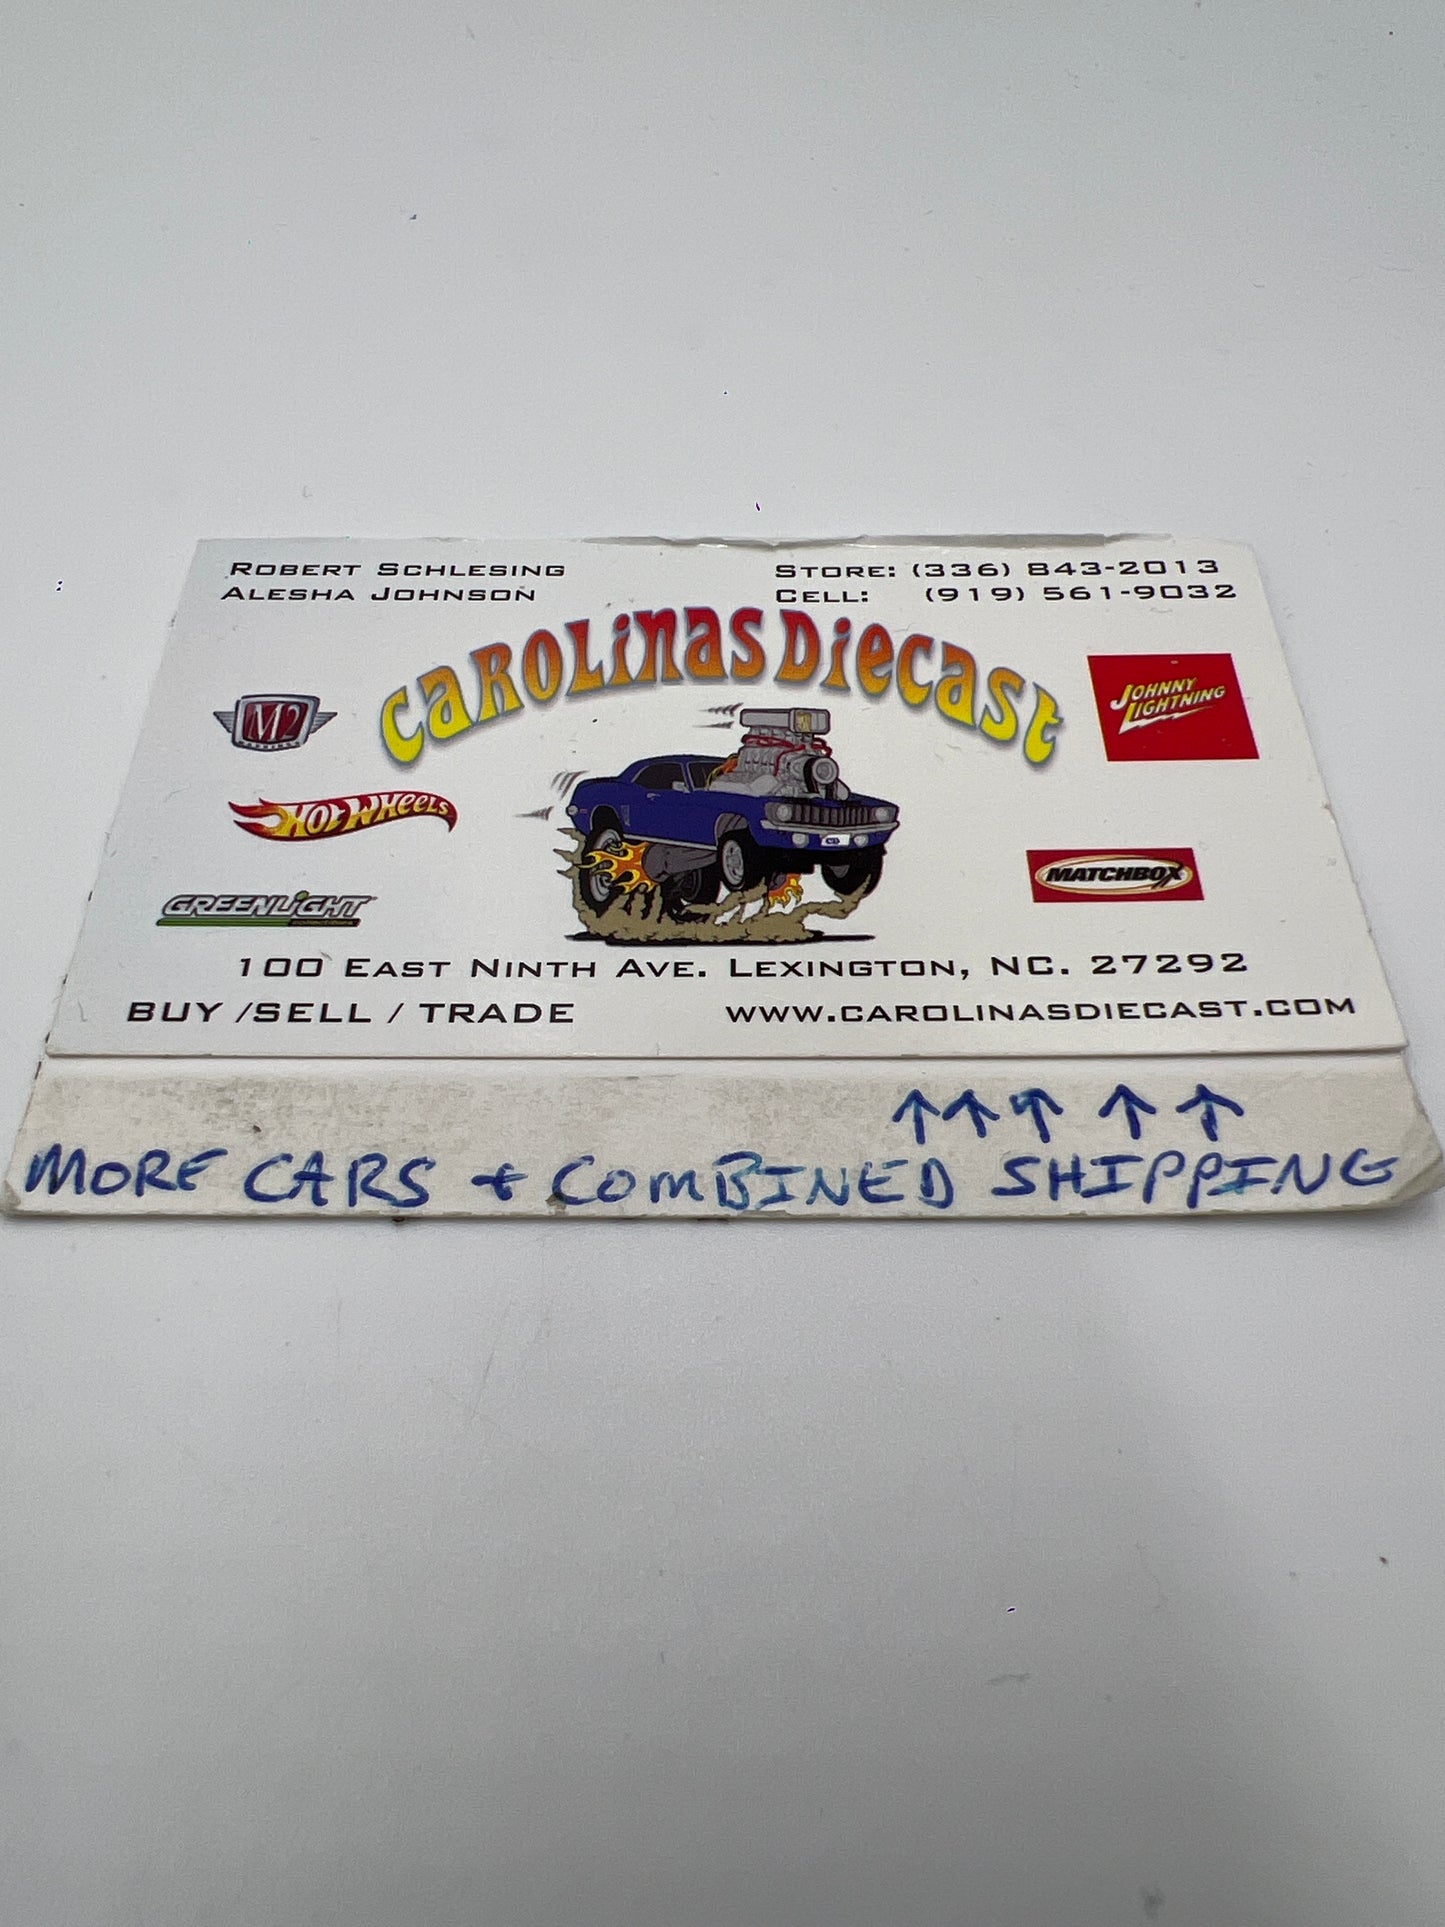 ROBERT SCHLESING
ALESHA JOHNSON
STORE: (336) 843-2013
CELL: (919) 561-9032
CAROLINAS DIECAST
M2
JOHNNY
LIGHTNING
HOT WHEELS
MATCHBOX
GREENLIGHT
100 EAST NINTH AVE. LEXINGTON, NC. 27292
BUY /SELL / TRADE
WWW.CAROLINASDIECAST.COM
↑ ↑ ↑ ↑ ↑
MORE CARS + COMBINED SHIPPING